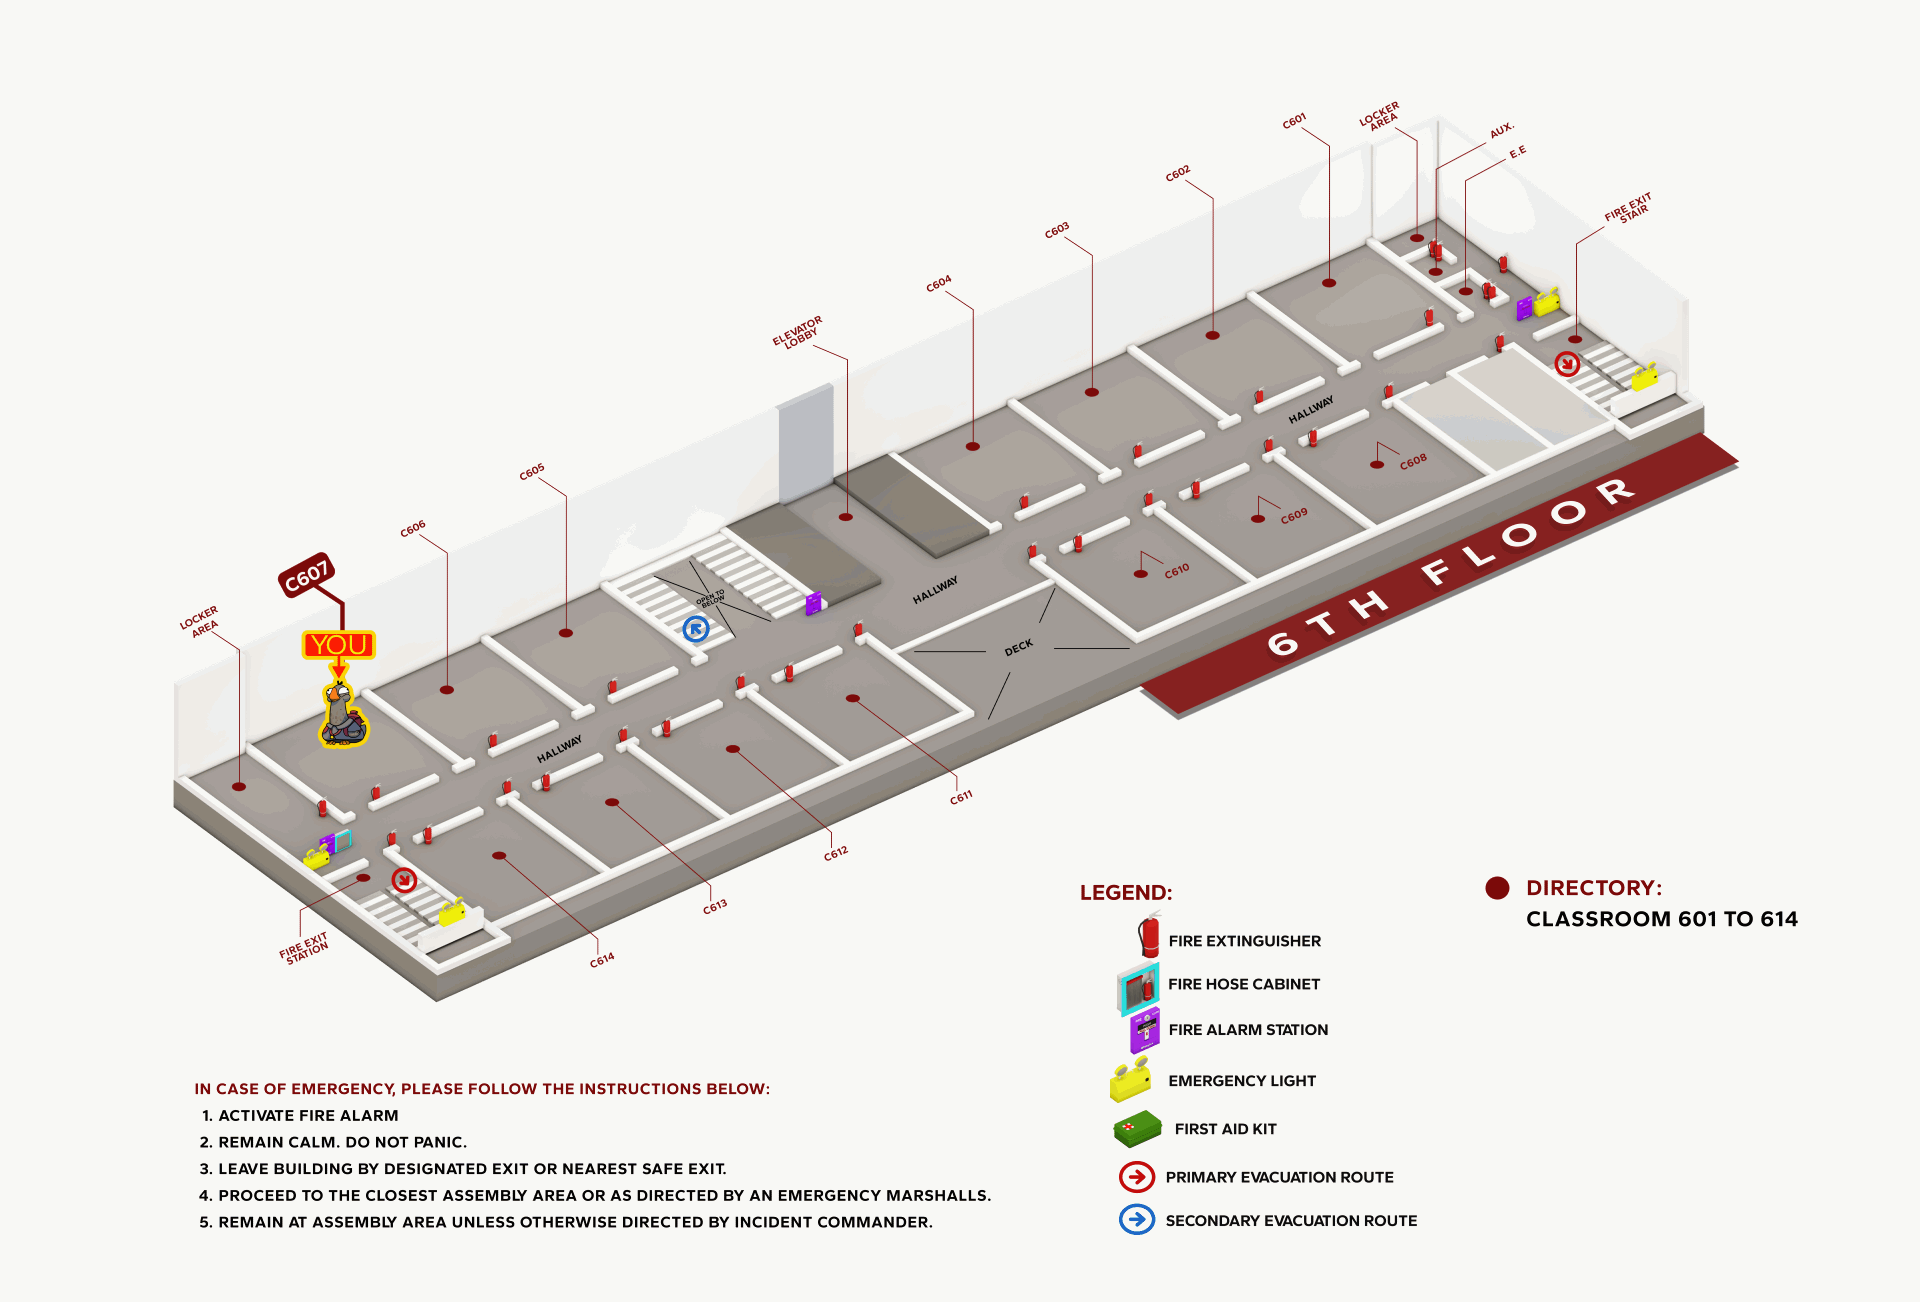 LOCKER
AREA
AUX.
E.E
C601
C602
FIRE EXIT
STAIR
C603
C604
ELEVATOR
LOBBY
C605
C606
C607
YOU
LOCKER
AREA
OPEN TO
BELOW
HALLWAY
HALLWAY
HALLWAY
DECK
C608
C609
C610
C611
C612
C613
C614
FIRE EXIT
STATION
6TH FLOOR
LEGEND:
FIRE EXTINGUISHER
FIRE HOSE CABINET
FIRE ALARM STATION
EMERGENCY LIGHT
FIRST AID KIT
PRIMARY EVACUATION ROUTE
SECONDARY EVACUATION ROUTE
DIRECTORY:
CLASSROOM 601 TO 614
IN CASE OF EMERGENCY, PLEASE FOLLOW THE INSTRUCTIONS BELOW:
1. ACTIVATE FIRE ALARM
2. REMAIN CALM. DO NOT PANIC.
3. LEAVE BUILDING BY DESIGNATED EXIT OR NEAREST SAFE EXIT.
4. PROCEED TO THE CLOSEST ASSEMBLY AREA OR AS DIRECTED BY AN EMERGENCY MARSHALLS.
5. REMAIN AT ASSEMBLY AREA UNLESS OTHERWISE DIRECTED BY INCIDENT COMMANDER.